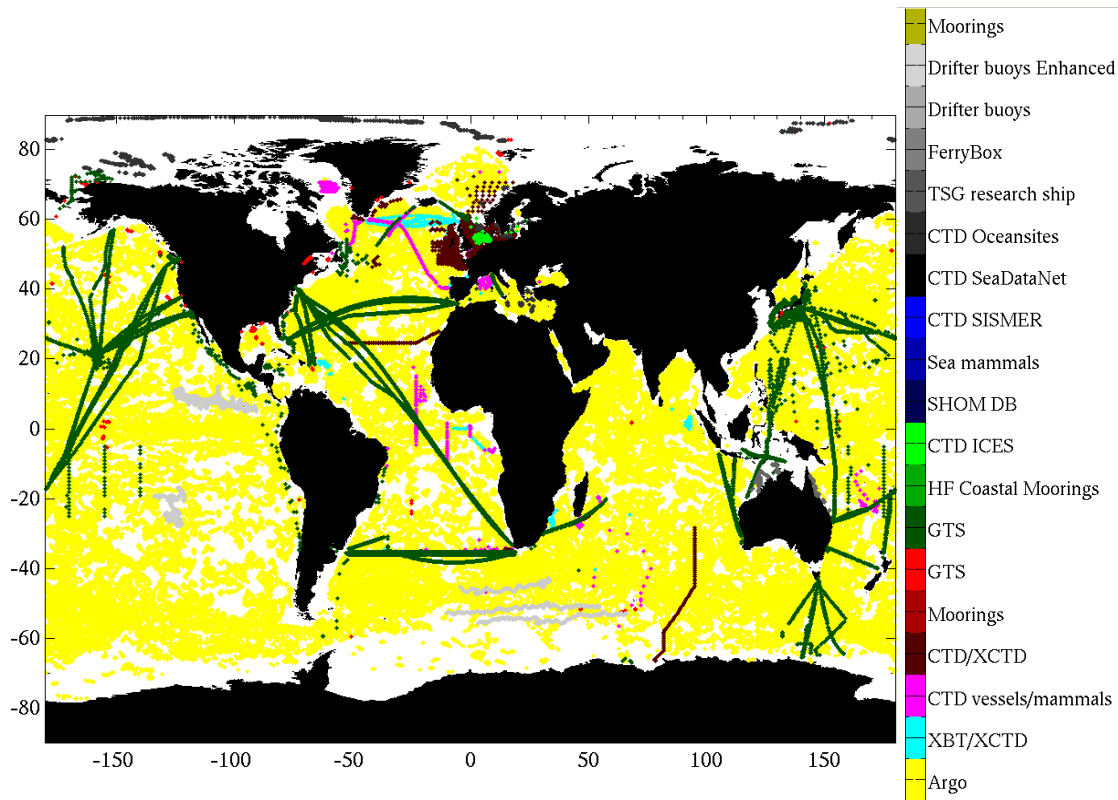 Moorings
Drifter buoys Enhanced
Drifter buoys
FerryBox
TSG research ship
CTD Oceansites
CTD SeaDataNet
CTD SISMER
Sea mammals
SHOM DB
CTD ICES
HF Coastal Moorings
GTS
GTS
Moorings
CTD/XCTD
CTD vessels/mammals
XBT/XCTD
Argo
80
60
40
20
0
-20
-40
-60
-80
-150 -100 -50 0 50 100 150